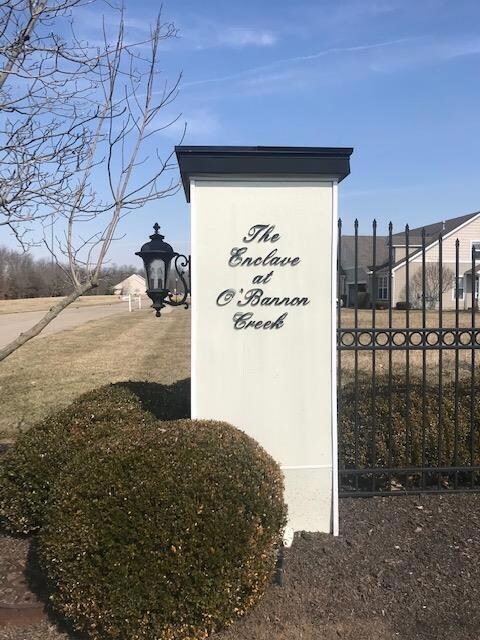 The
Enclave
at
O'Bannon
Creek